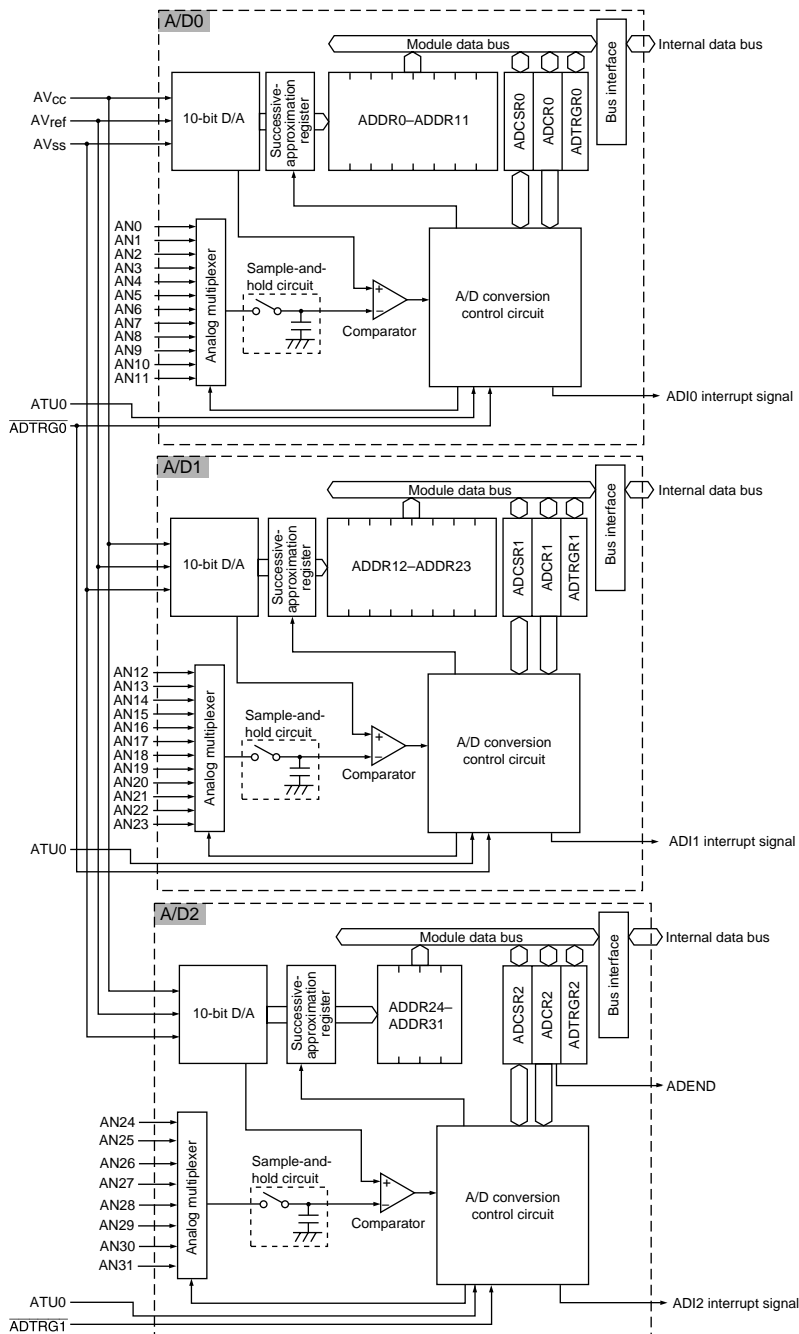 A/D0
Module data bus
Bus interface
Internal data bus
AVcc
AVref
AVss
10-bit D/A
Successive-
approximation
register
ADDR0–ADDR11
ADCSR0
ADCR0
ADTRGR0
AN0
AN1
AN2
AN3
AN4
AN5
AN6
AN7
AN8
AN9
AN10
AN11
Analog multiplexer
Sample-and-
hold circuit
+
–
Comparator
A/D conversion
control circuit
ATU0
ADTRG0
ADI0 interrupt signal
A/D1
Module data bus
Bus interface
Internal data bus
10-bit D/A
Successive-
approximation
register
ADDR12–ADDR23
ADCSR1
ADCR1
ADTRGR1
AN12
AN13
AN14
AN15
AN16
AN17
AN18
AN19
AN20
AN21
AN22
AN23
Analog multiplexer
Sample-and-
hold circuit
+
–
Comparator
A/D conversion
control circuit
ATU0
ADI1 interrupt signal
A/D2
Module data bus
Bus interface
Internal data bus
10-bit D/A
Successive-
approximation
register
ADDR24–
ADDR31
ADCSR2
ADCR2
ADTRGR2
ADEND
AN24
AN25
AN26
AN27
AN28
AN29
AN30
AN31
Analog multiplexer
Sample-and-
hold circuit
+
–
Comparator
A/D conversion
control circuit
ATU0
ADTRG1
ADI2 interrupt signal